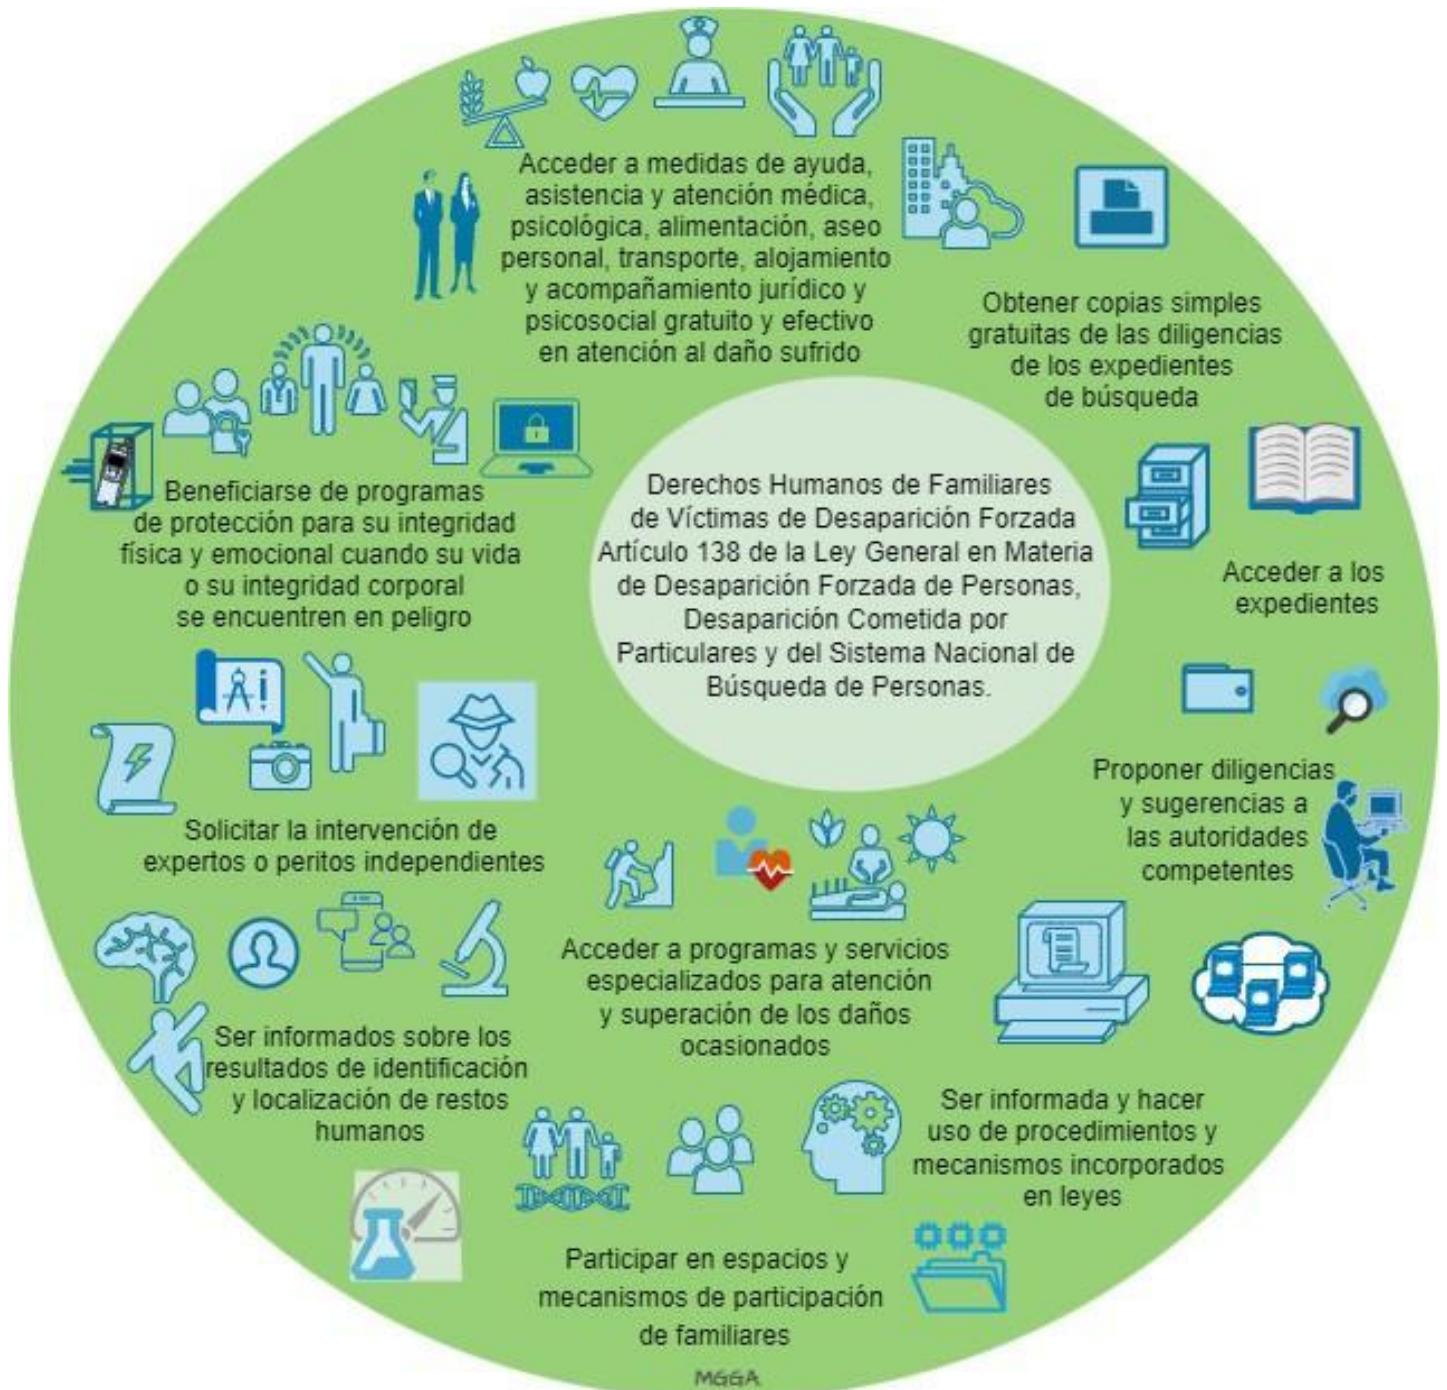 Acceder a medidas de ayuda,
asistencia y atención médica,
psicológica, alimentación, aseo
personal, transporte, alojamiento
y acompañamiento jurídico y
psicosocial gratuito y efectivo
en atención al daño sufrido
Obtener copias simples
gratuitas de las diligencias
de los expedientes
de búsqueda
Derechos Humanos de Familiares
de Víctimas de Desaparición Forzada
Artículo 138 de la Ley General en Materia
de Desaparición Forzada de Personas,
Desaparición Cometida por
Particulares y del Sistema Nacional de
Búsqueda de Personas.
Beneficiarse de programas
de protección para su integridad
física y emocional cuando su vida
o su integridad corporal
se encuentren en peligro
Acceder a los
expedientes
Proponer diligencias
y sugerencias a
las autoridades
competentes
Solicitar la intervención de
expertos o peritos independientes
Acceder a programas y servicios
especializados para atención
y superación de los daños
ocasionados
Ser informados sobre los
resultados de identificación
y localización de restos
humanos
Ser informada y hacer
uso de procedimientos y
mecanismos incorporados
en leyes
Participar en espacios y
mecanismos de participación
de familiares
MGGA